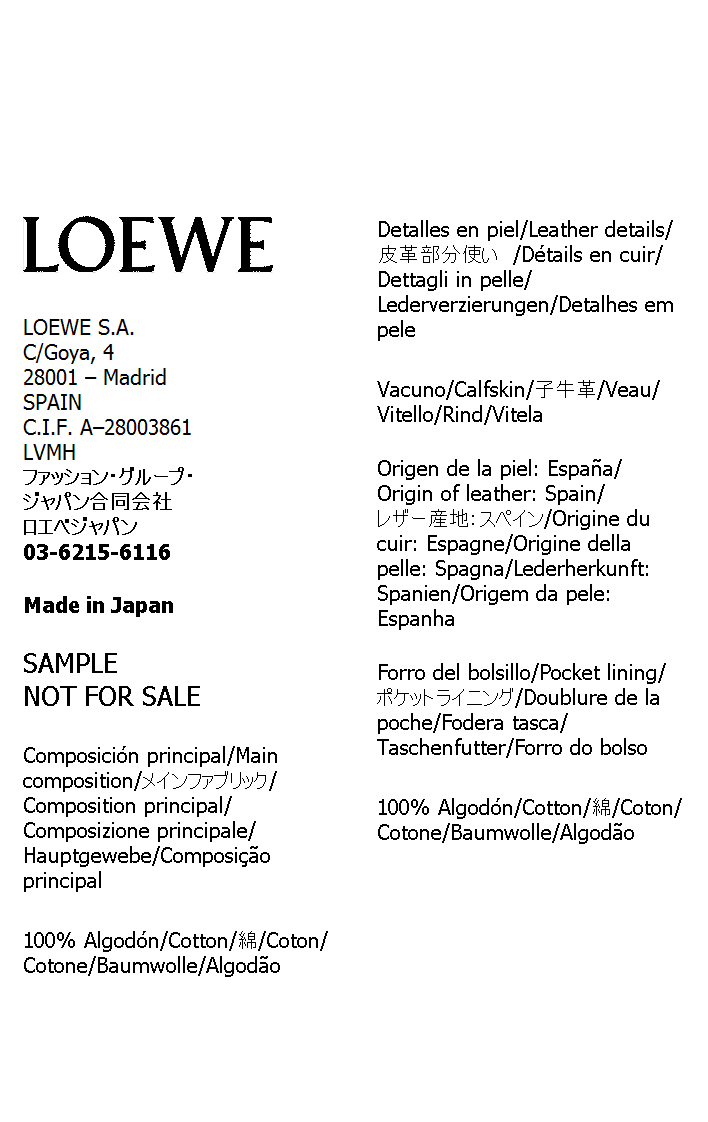 LOEWE
LOEWE S.A.
C/Goya, 4
28001 – Madrid
SPAIN
C.I.F. A–28003861
LVMH
ファッション・グループ・
ジャパン合同会社
ロエベジャパン
03-6215-6116
Made in Japan
SAMPLE
NOT FOR SALE
Composición principal/Main
composition/メインファブリック/
Composition principal/
Composizione principale/
Hauptgewebe/Composição
principal
100% Algodón/Cotton/綿/Coton/
Cotone/Baumwolle/Algodão
Detalles en piel/Leather details/
皮革部分使い /Détails en cuir/
Dettagli in pelle/
Lederverzierungen/Detalhes em
pele
Vacuno/Calfskin/子牛革/Veau/
Vitello/Rind/Vitela
Origen de la piel: España/
Origin of leather: Spain/
レザー産地：スペイン/Origine du
cuir: Espagne/Origine della
pelle: Spagna/Lederherkunft:
Spanien/Origem da pele:
Espanha
Forro del bolsillo/Pocket lining/
ポケットライニング/Doublure de la
poche/Fodera tasca/
Taschenfutter/Forro do bolso
100% Algodón/Cotton/綿/Coton/
Cotone/Baumwolle/Algodão